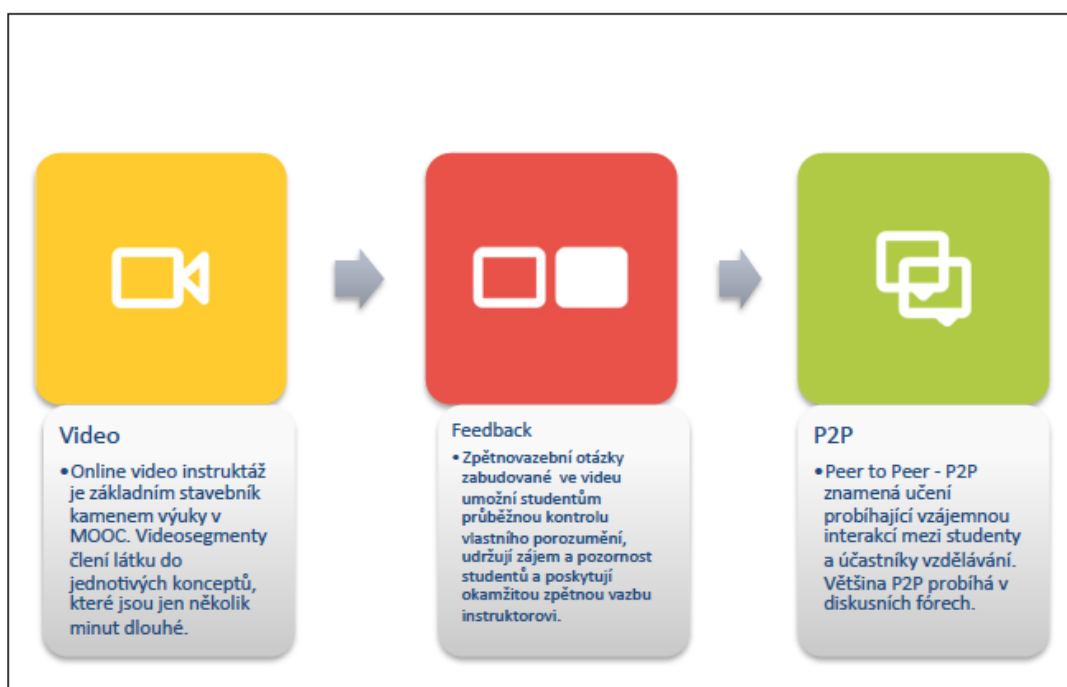 Video
•Online video instruktáž
je základním stavebník
kamenem výuky v
MOOC. Videosegmenty
člení látku do
jednotivých konceptů,
které jsou jen několik
minut dlouhé.
Feedback
•Zpětnovazební otázky
zabudované ve videu
umožní studentům
průběžnou kontrolu
vlastního porozumění,
udržují zájem a pozornost
studentů a poskytují
okamžitou zpětnou vazbu
instruktorovi.
P2P
•Peer to Peer - P2P
znamená učení
probíhající vzájemnou
interakcí mezi studenty
a účastníky vzdělávání.
Většina P2P probíhá v
diskusních fórech.